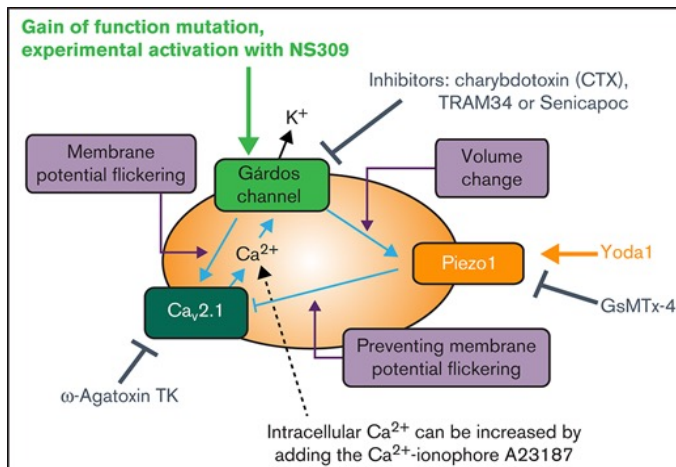 Gain of function mutation,
experimental activation with NS309
Inhibitors: charybdotoxin (CTX),
TRAM34 or Senicapoc
K+
Membrane
potential flickering
Gárdos
channel
Volume
change
Ca2+
Piezo1
Yoda1
GsMTx-4
Cav2.1
Preventing membrane
potential flickering
ω-Agatoxin TK
Intracellular Ca2+ can be increased by
adding the Ca2+-ionophore A23187